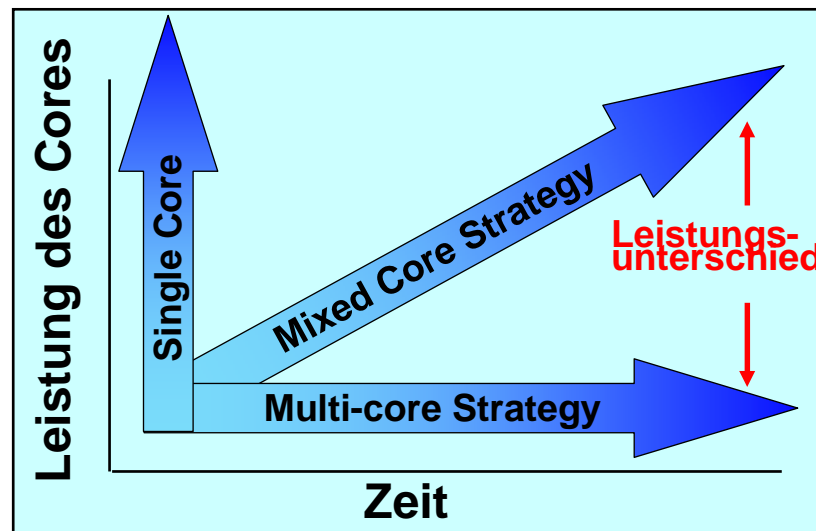 Leistung des Cores
Single Core
Mixed Core Strategy
Leistungs-
unterschied
Multi-core Strategy
Zeit